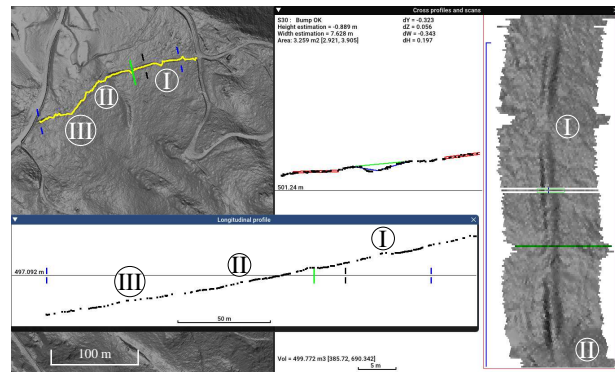 Cross profiles and scans
S30 : Bump OK
Height estimation = -0.889 m
Width estimation = 7.628 m
Area: 3.259 m2 [2.921, 3.905]
dY = -0.323
dZ = 0.056
dW = -0.343
dH = 0.197
I
II
III
I
501.24 m
Longitudinal profile
I
II
III
497.092 m
50 m
100 m
Vol = 499.772 m3 [385.72, 690.342]
5 m
II